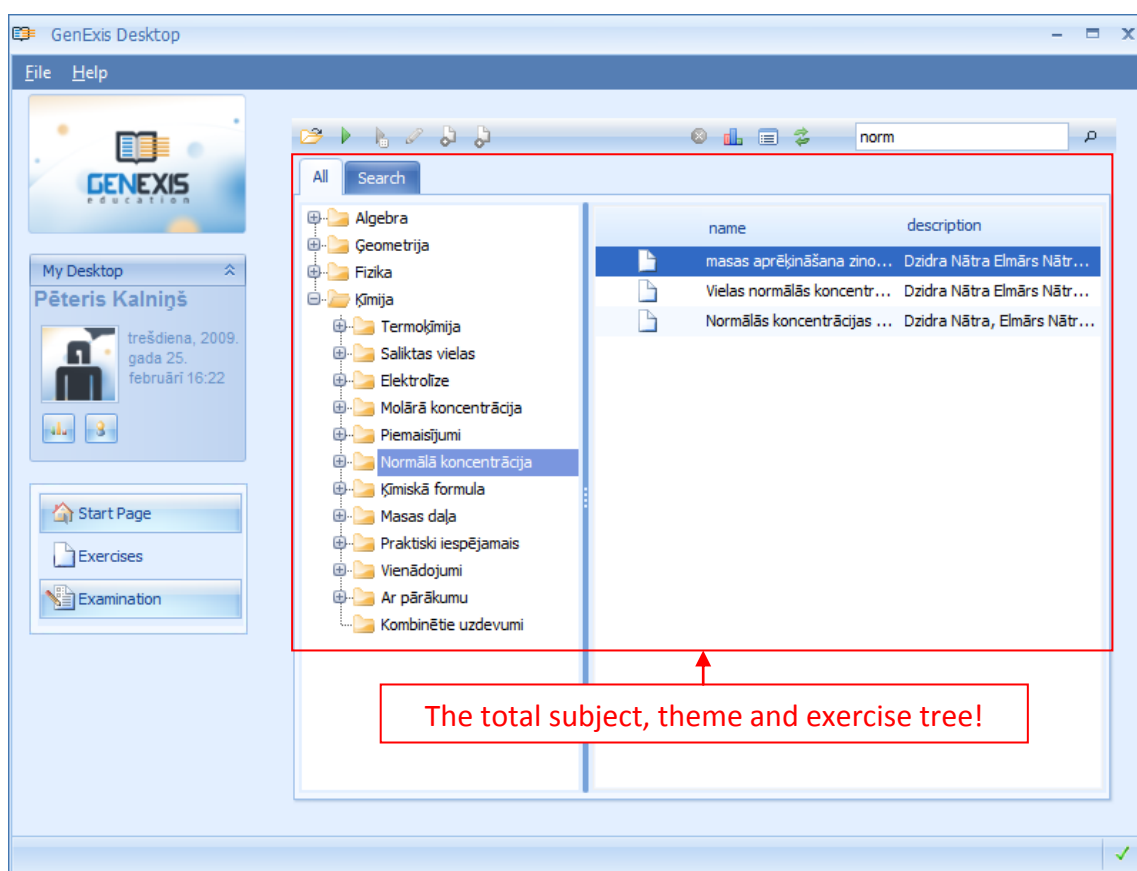 GenExis Desktop
File Help
GENEXIS
education
norm
All Search
My Desktop
Pēteris Kalniņš
trešdiena, 2009.
gada 25.
februārī 16:22
Start Page
Exercises
Examination
Algebra
Ģeometrija
Fizika
Ķīmija
Termoķīmija
Saliktas vielas
Elektrolīze
Molārā koncentrācija
Piemaisījumi
Normālā koncentrācija
Ķīmiskā formula
Masas daļa
Praktiski iespējamais
Vienādojumi
Ar pārākumu
Kombinētie uzdevumi
name description
masas aprēķināšana zino... Dzidra Nātra Elmārs Nātr...
Vielas normālās koncentr... Dzidra Nātra Elmārs Nātr...
Normālās koncentrācijas ... Dzidra Nātra, Elmārs Nātr...
The total subject, theme and exercise tree!